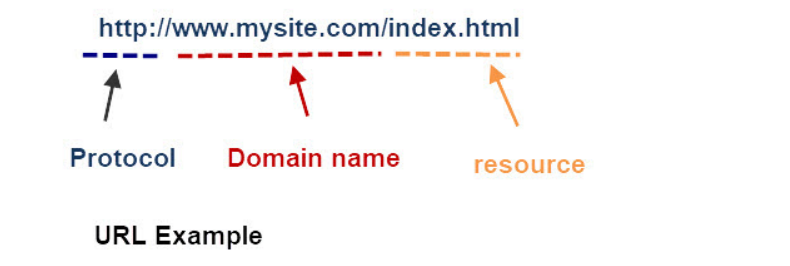 http://www.mysite.com/index.html
Protocol Domain name resource
URL Example